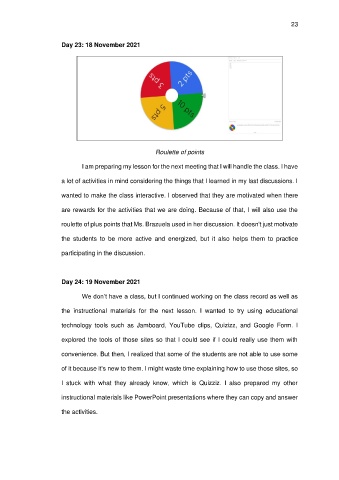 23
Day 23: 18 November 2021
3 pts
2 pts
5 pts
10 pts
Roulette of points
I am preparing my lesson for the next meeting that I will handle the class. I have
a lot of activities in mind considering the things that I learned in my last discussions. I
wanted to make the class interactive. I observed that they are motivated when there
are rewards for the activities that we are doing. Because of that, I will also use the
roulette of plus points that Ms. Brazuela used in her discussion. It doesn't just motivate
the students to be more active and energized, but it also helps them to practice
participating in the discussion.
Day 24: 19 November 2021
We don't have a class, but I continued working on the class record as well as
the instructional materials for the next lesson. I wanted to try using educational
technology tools such as Jamboard, YouTube clips, Quizizz, and Google Form. I
explored the tools of those sites so that I could see if I could really use them with
convenience. But then, I realized that some of the students are not able to use some
of it because it's new to them. I might waste time explaining how to use those sites, so
I stuck with what they already know, which is Quizziz. I also prepared my other
instructional materials like PowerPoint presentations where they can copy and answer
the activities.